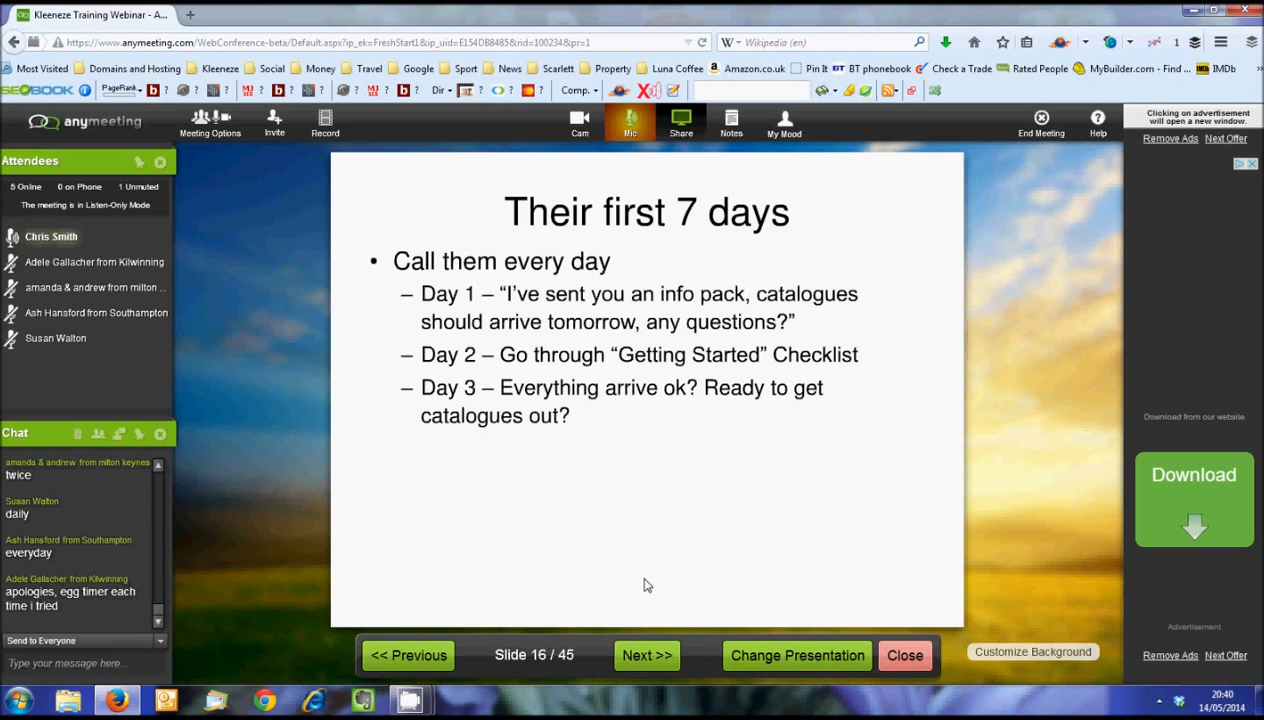 Kleeneze Training Webinar - A...
https://www.anymeeting.com/WebConference-beta/Default.aspx?ip_ek=FreshStart1&ip_uid=E154DB8485&rid=100234&pr=1
Wikipedia (en)
1
Most Visited Domains and Hosting Kleeneze Social Money Travel Google Sport News Scarlett Property Luna Coffee Amazon.co.uk Pin It BT phonebook Check a Trade Rated People MyBuilder.com - Find ... IMDb
SEOBOOK PageRank Dir Comp.
anymeeting
Meeting Options Invite Record Cam Mic Share Notes My Mood End Meeting Help
Clicking on advertisement
will open a new window.
Remove Ads Next Offer
Attendees
5 Online 0 on Phone 1 Unmuted
The meeting is in Listen-Only Mode
Chris Smith
Adele Gallacher from Kilwinning
amanda & andrew from milton ...
Ash Hansford from Southampton
Susan Walton
Chat
amanda & andrew from milton keynes
twice
Susan Walton
daily
Ash Hansford from Southampton
everyday
Adele Gallacher from Kilwinning
apologies, egg timer each
time i tried
Send to Everyone
Type your message here...
Their first 7 days
• Call them every day
– Day 1 – “I’ve sent you an info pack, catalogues
should arrive tomorrow, any questions?”
– Day 2 – Go through “Getting Started” Checklist
– Day 3 – Everything arrive ok? Ready to get
catalogues out?
<< Previous Slide 16 / 45 Next >> Change Presentation Close
Customize Background
Download from our website
Download
Advertisement
Remove Ads Next Offer
20:40
14/05/2014